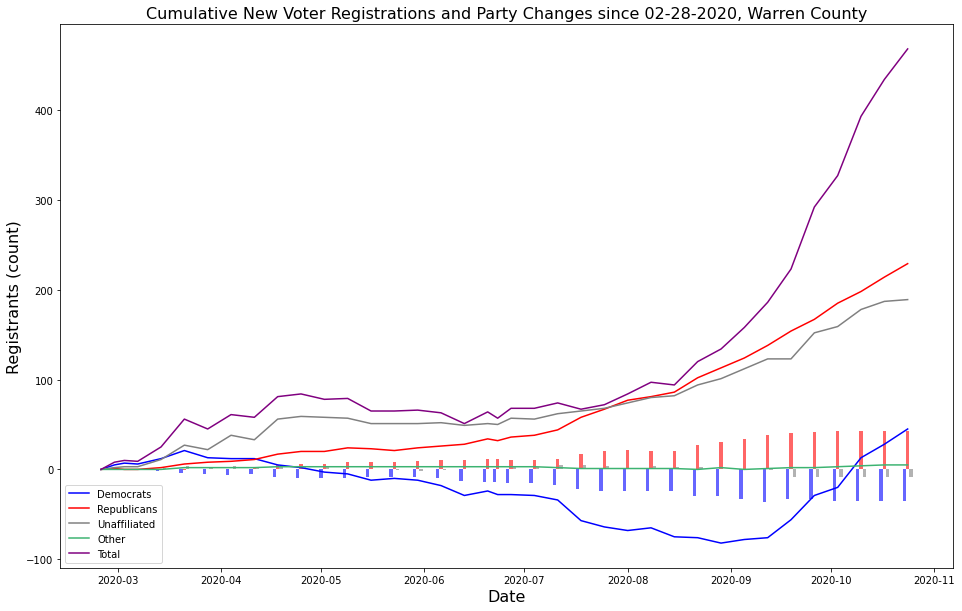 Cumulative New Voter Registrations and Party Changes since 02-28-2020, Warren County
Registrants (count)
400
300
200
100
0
−100
Democrats
Republicans
Unaffiliated
Other
Total
2020-03 2020-04 2020-05 2020-06 2020-07 2020-08 2020-09 2020-10 2020-11
Date